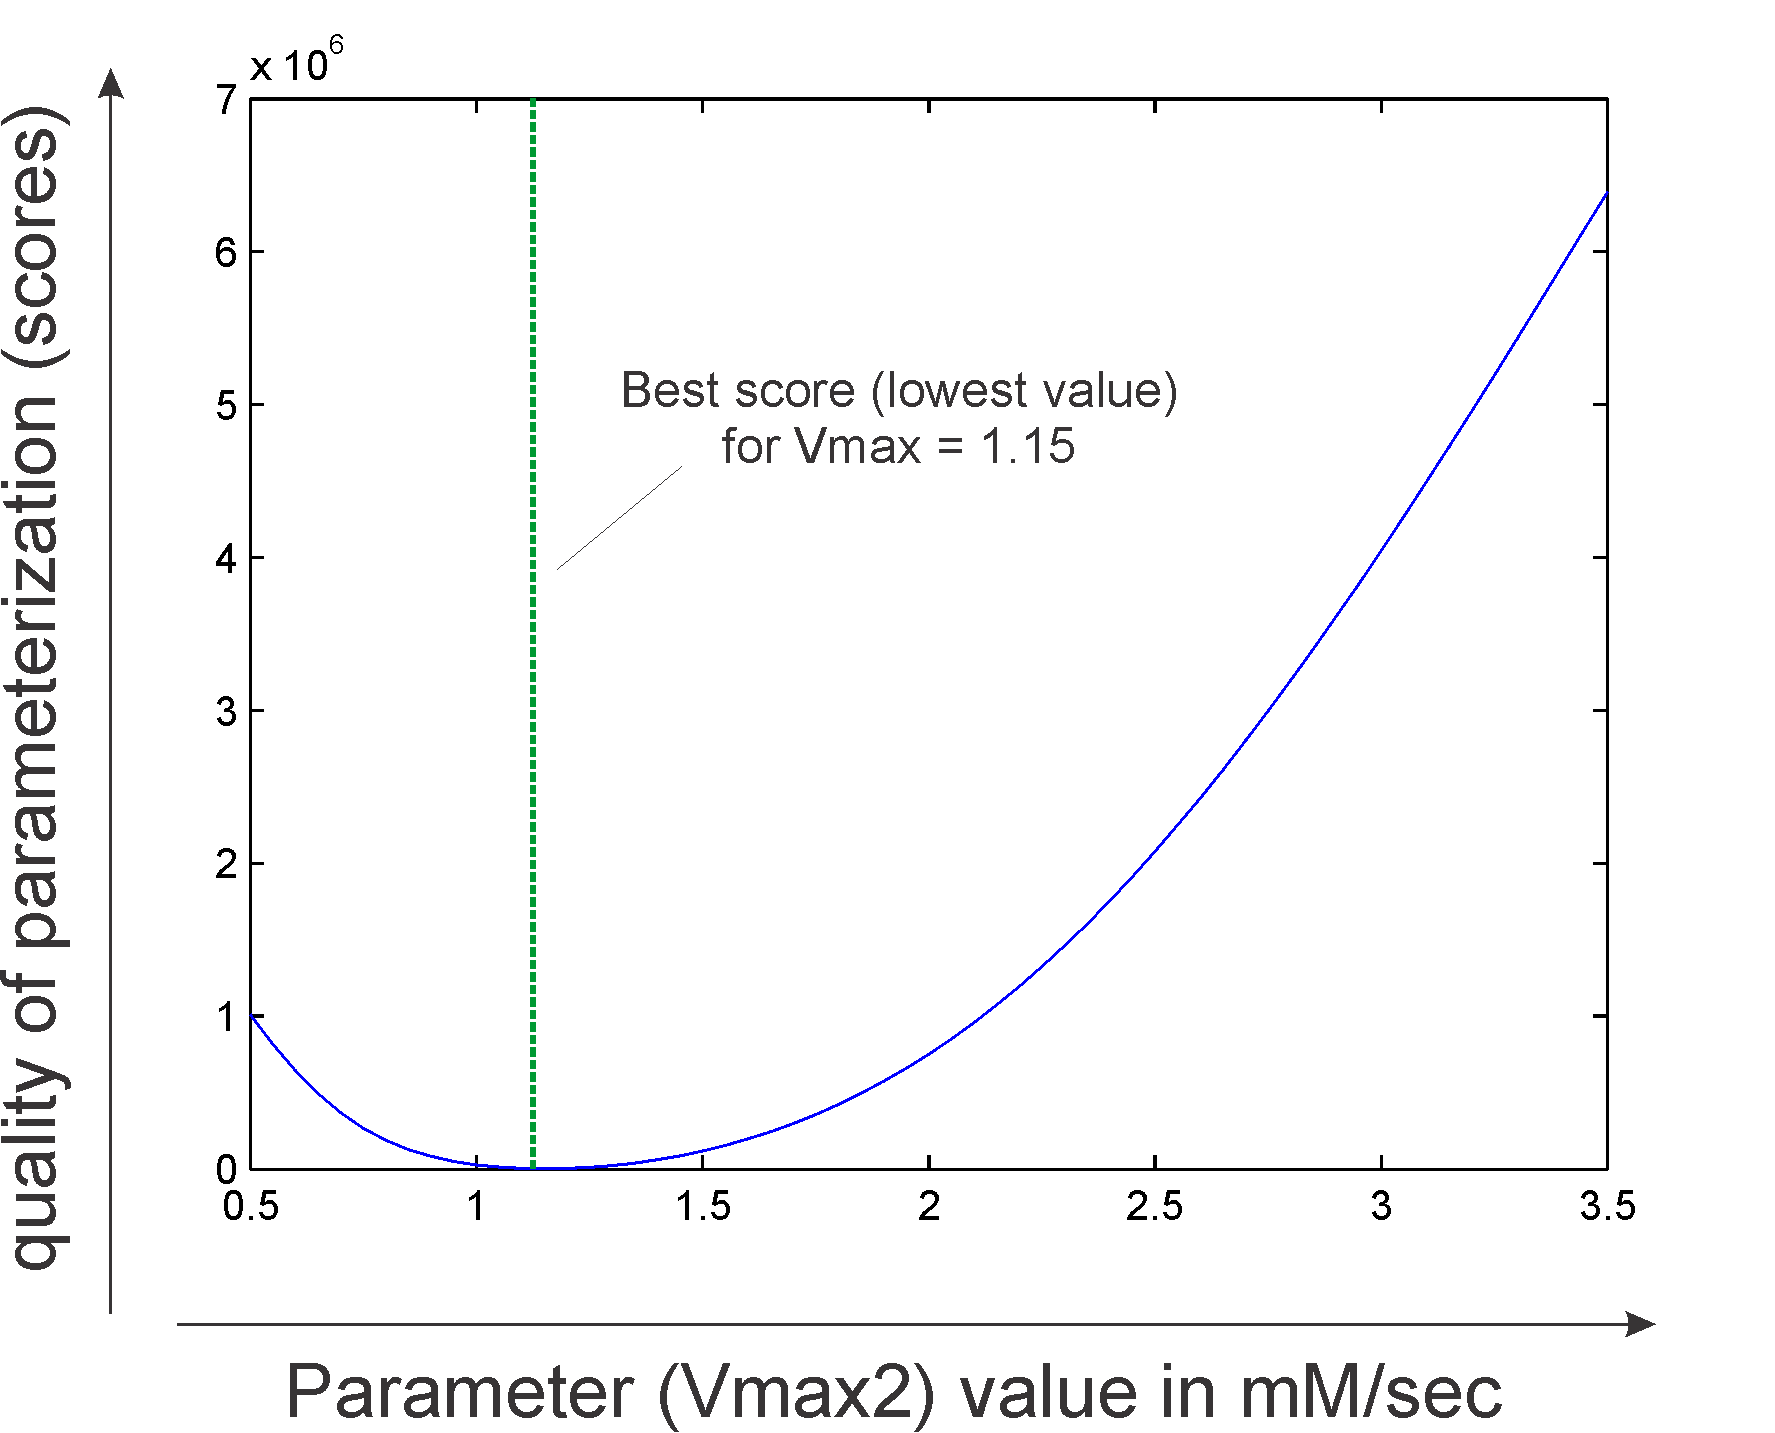 x 10^6
7
6
5
4
3
2
1
0
0.5 1 1.5 2 2.5 3 3.5
Best score (lowest value)
for Vmax = 1.15
quality of parameterization (scores)
Parameter (Vmax2) value in mM/sec